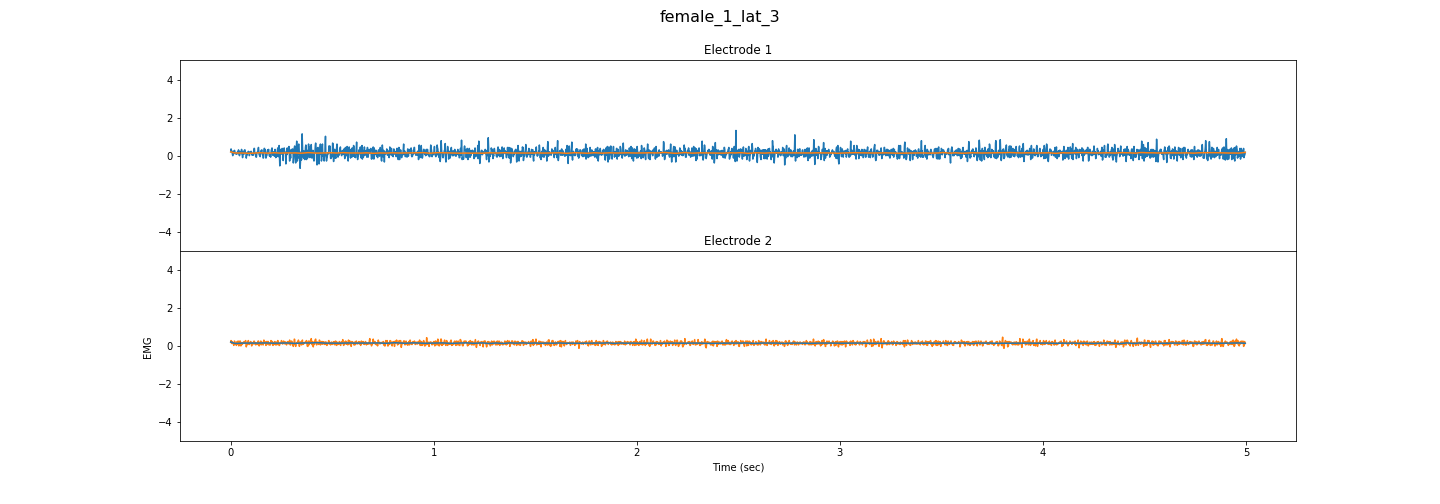 female_1_lat_3
Electrode 1
4
2
0
−2
−4
Electrode 2
4
2
0
−2
−4
EMG
0 1 2 3 4 5
Time (sec)